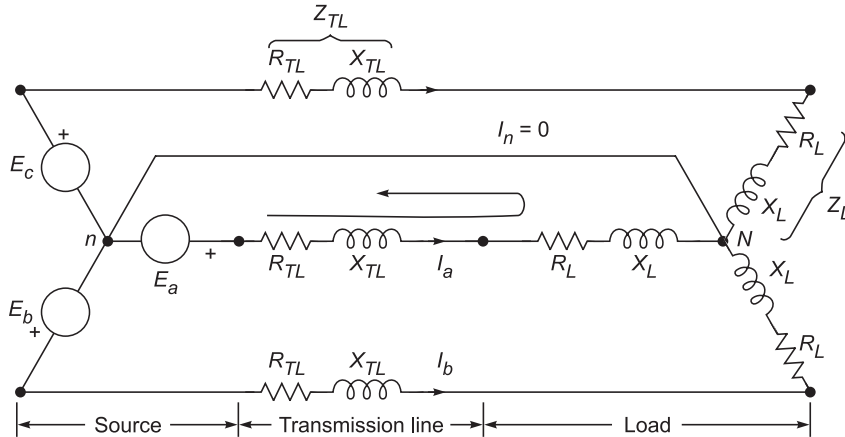 Z_TL
R_TL X_TL
I_n = 0
+
E_c
R_L
Z_L
X_L
n
E_a
+
R_TL
X_TL
I_a
R_L
X_L
N
X_L
E_b
+
R_L
R_TL X_TL I_b
Source
Transmission line
Load